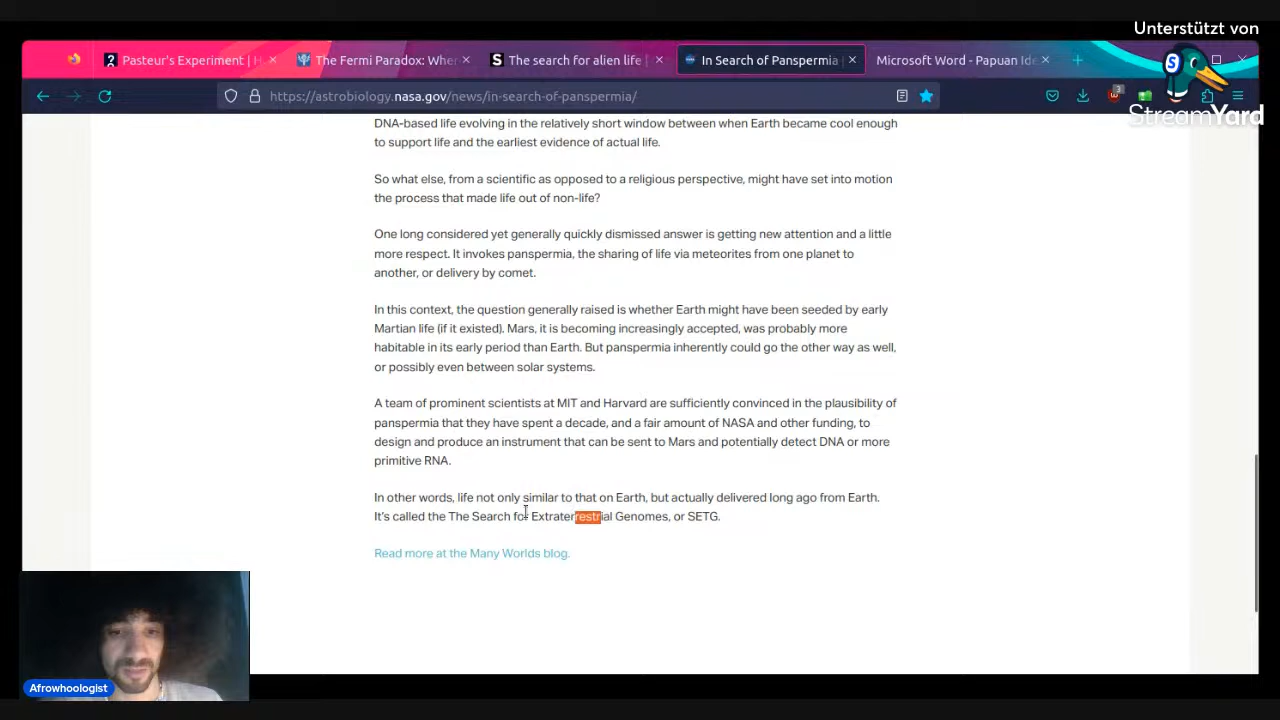 Unterstützt von
StreamYard
Pasteur's Experiment | H
The Fermi Paradox: Wher
The search for alien life |
In Search of Panspermia |
Microsoft Word - Papuan Ide
https://astrobiology.nasa.gov/news/in-search-of-panspermia/
3
DNA-based life evolving in the relatively short window between when Earth became cool enough
to support life and the earliest evidence of actual life.
So what else, from a scientific as opposed to a religious perspective, might have set into motion
the process that made life out of non-life?
One long considered yet generally quickly dismissed answer is getting new attention and a little
more respect. It invokes panspermia, the sharing of life via meteorites from one planet to
another, or delivery by comet.
In this context, the question generally raised is whether Earth might have been seeded by early
Martian life (if it existed). Mars, it is becoming increasingly accepted, was probably more
habitable in its early period than Earth. But panspermia inherently could go the other way as well,
or possibly even between solar systems.
A team of prominent scientists at MIT and Harvard are sufficiently convinced in the plausibility of
panspermia that they have spent a decade, and a fair amount of NASA and other funding, to
design and produce an instrument that can be sent to Mars and potentially detect DNA or more
primitive RNA.
In other words, life not only similar to that on Earth, but actually delivered long ago from Earth.
It's called the The Search for Extraterrestrial Genomes, or SETG.
Read more at the Many Worlds blog.
Afrowhoologist